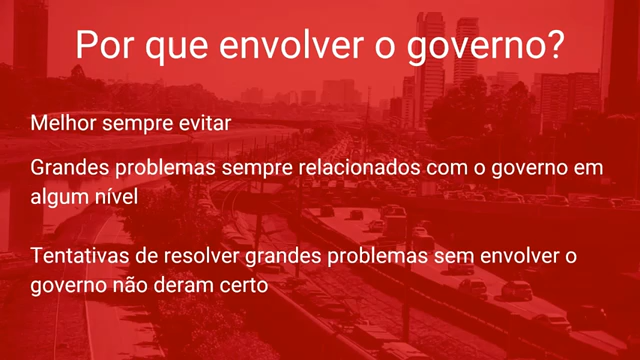 Por que envolver o governo?
Melhor sempre evitar
Grandes problemas sempre relacionados com o governo em
algum nível
Tentativas de resolver grandes problemas sem envolver o
governo não deram certo